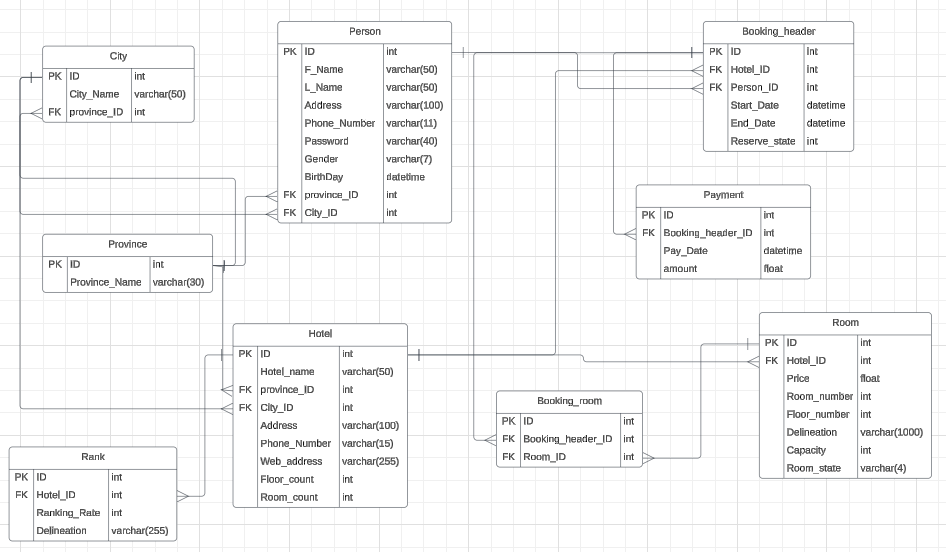 City
PK ID int
City_Name varchar(50)
FK province_ID int
Person
PK ID int
F_Name varchar(50)
L_Name varchar(50)
Address varchar(100)
Phone_Number varchar(11)
Password varchar(40)
Gender varchar(7)
BirthDay datetime
FK province_ID int
FK City_ID int
Booking_header
PK ID int
FK Hotel_ID int
FK Person_ID int
Start_Date datetime
End_Date datetime
Reserve_state int
Payment
PK ID int
FK Booking_header_ID int
Pay_Date datetime
amount float
Province
PK ID int
Province_Name varchar(30)
Hotel
PK ID int
Hotel_name varchar(50)
FK province_ID int
FK City_ID int
Address varchar(100)
Phone_Number varchar(15)
Web_address varchar(255)
Floor_count int
Room_count int
Room
PK ID int
FK Hotel_ID int
Price float
Room_number int
Floor_number int
Delineation varchar(1000)
Capacity int
Room_state varchar(4)
Booking_room
PK ID int
FK Booking_header_ID int
FK Room_ID int
Rank
PK ID int
FK Hotel_ID int
Ranking_Rate int
Delineation varchar(255)